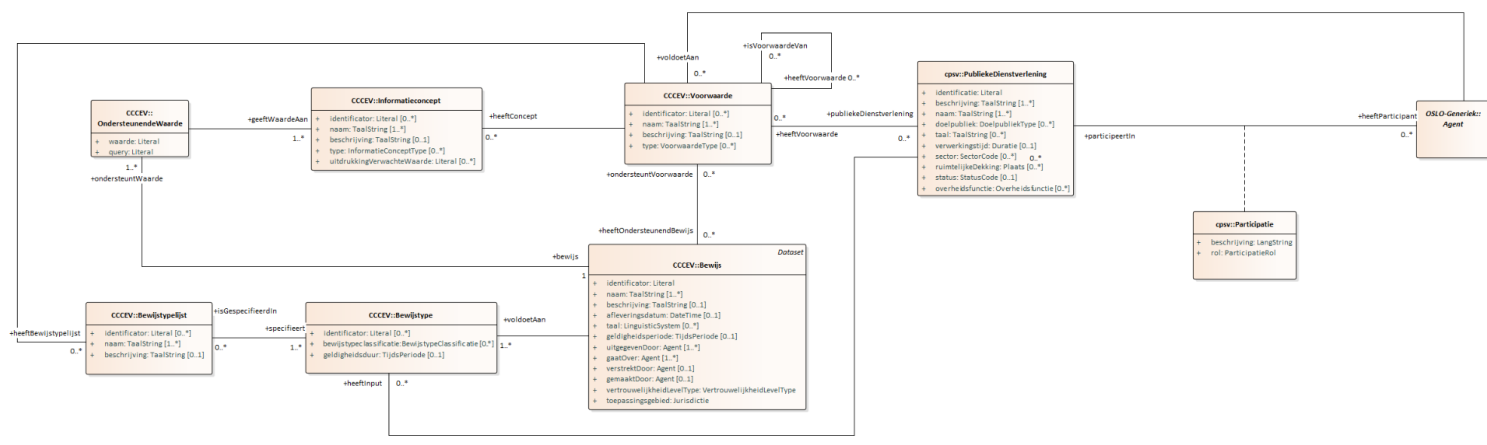 +isVoorwaardeVan
0..*
+voldoetAan
0..*
+heeftVoorwaarde 0..*
CCCEV::
OndersteunendeWaarde
+ waarde: Literal
+ query: Literal
1..*
+ondersteuntWaarde
+geeftWaardeAan
1..*
CCCEV::Informatieconcept
+ identificator: Literal [0..*]
+ naam: TaalString [1..*]
+ beschrijving: TaalString [0..1]
+ type: InformatieConceptType [0..*]
+ uitdrukkingVerwachteWaarde: Literal [0..*]
+heeftConcept
0..*
CCCEV::Voorwaarde
+ identificator: Literal [0..*]
+ naam: TaalString [1..*]
+ beschrijving: TaalString [0..1]
+ type: VoorwaardeType [0..*]
0..*
+heeftVoorwaarde
+publiekeDienstverlening
0..*
cpsv::PubliekeDienstverlening
+ identificatie: Literal
+ beschrijving: TaalString [1..*]
+ naam: TaalString [1..*]
+ doelpubliek: DoelpubliekType [0..*]
+ taal: TaalString [0..*]
+ verwerkingstijd: Duratie [0..1]
+ sector: SectorCode [0..*]
+ ruimtelijkeDekking: Plaats [0..*]
+ status: StatusCode [0..1]
+ overheidsfunctie: Overheidsfunctie [0..*]
+participeertIn
0..*
+heeftParticipant
0..*
OSLO-Generiek::
Agent
cpsv::Participatie
+ beschrijving: LangString
+ rol: ParticipatieRol
+ondersteuntVoorwaarde
0..*
+heeftOndersteunendBewijs
0..*
+bewijs
1
Dataset
CCCEV::Bewijs
+ identificator: Literal
+ naam: TaalString [1..*]
+ beschrijving: TaalString [0..1]
+ afleveringsdatum: DateTime [0..1]
+ taal: LinguisticSystem [0..*]
+ geldigheidsperiode: TijdsPeriode [0..1]
+ uitgegevenDoor: Agent [1..*]
+ gaatOver: Agent [1..*]
+ verstrektDoor: Agent [0..1]
+ gemaaktDoor: Agent [0..1]
+ vertrouwelijkheidLevelType: VertrouwelijkheidLevelType
+ toepassingsgebied: Jurisdictie
+heeftBewijstypelijst
0..*
CCCEV::Bewijstypelijst
+ identificator: Literal [0..*]
+ naam: TaalString [1..*]
+ beschrijving: TaalString [0..1]
+isGespecifieerdIn
0..*
+specifieert
1..*
CCCEV::Bewijstype
+ identificator: Literal [0..*]
+ bewijstypeclassificatie: BewijstypeClassificatie[0..*]
+ geldigheidsduur: TijdsPeriode [0..1]
+voldoetAan
1..*
+heeftInput
0..*